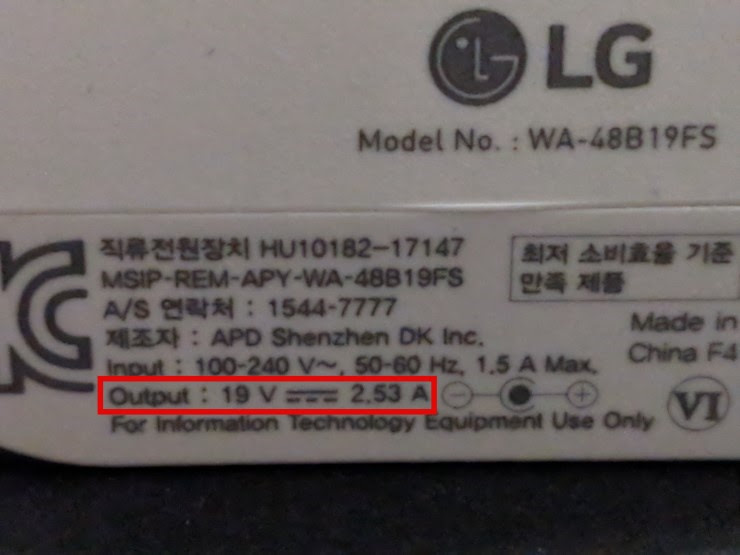 LG
Model No. : WA-48B19FS
직류전원장치 HU10182-17147
MSIP-REM-APY-WA-48B19FS
A/S 연락처 : 1544-7777
제조자 : APD Shenzhen DK Inc.
Input : 100-240 V~, 50-60 Hz, 1.5 A Max.
Output : 19 V ⎓ 2.53 A
For Information Technology Equipment Use Only
최저 소비효율 기준
만족 제품
Made in
China F4
VI